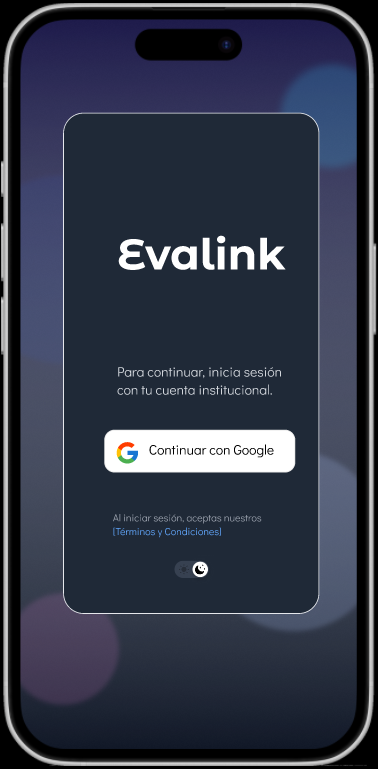 Evalink
Para continuar, inicia sesión
con tu cuenta institucional.
Continuar con Google
Al iniciar sesión, aceptas nuestros
[Términos y Condiciones]